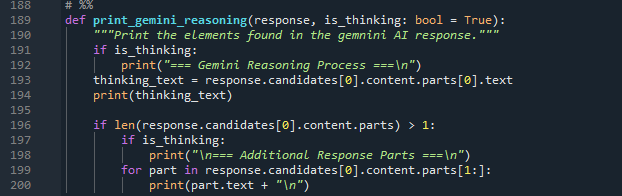 188 # %%
189 def print_gemini_reasoning(response, is_thinking: bool = True):
190 """Print the elements found in the gemnini AI response."""
191 if is_thinking:
192 print("=== Gemini Reasoning Process ===\n")
193 thinking_text = response.candidates[0].content.parts[0].text
194 print(thinking_text)
195
196 if len(response.candidates[0].content.parts) > 1:
197 if is_thinking:
198 print("\n=== Additional Response Parts ===\n")
199 for part in response.candidates[0].content.parts[1:]:
200 print(part.text + "\n")